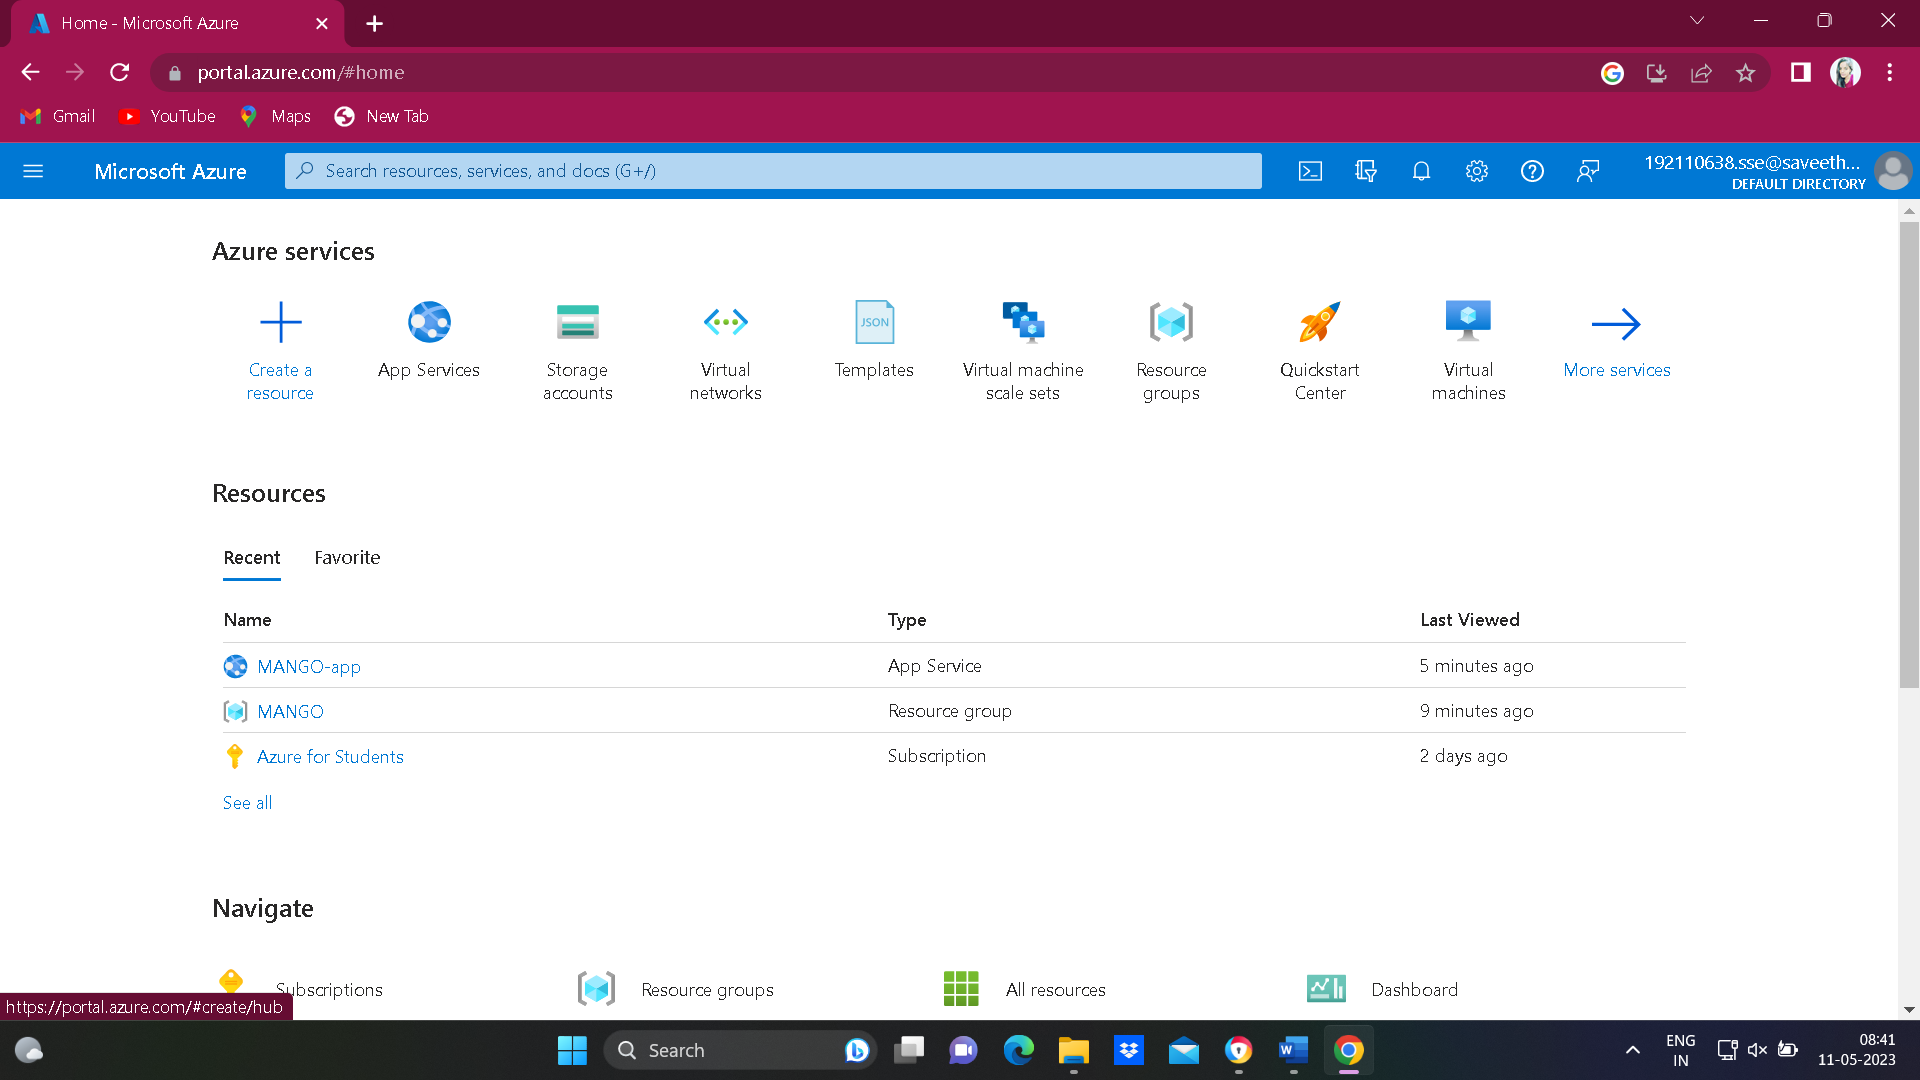 Home - Microsoft Azure
portal.azure.com/#home
Gmail
YouTube
Maps
New Tab
Microsoft Azure
Search resources, services, and docs (G+/)
192110638.sse@saveeth...
DEFAULT DIRECTORY
Azure services
Create a
resource
App Services
Storage
accounts
Virtual
networks
JSON
Templates
Virtual machine
scale sets
Resource
groups
Quickstart
Center
Virtual
machines
More services
Resources
Recent
Favorite
Name Type Last Viewed
MANGO-app App Service 5 minutes ago
MANGO Resource group 9 minutes ago
Azure for Students Subscription 2 days ago
See all
Navigate
Subscriptions
Resource groups
All resources
Dashboard
https://portal.azure.com/#create/hub
Search
ENG
IN
08:41
11-05-2023